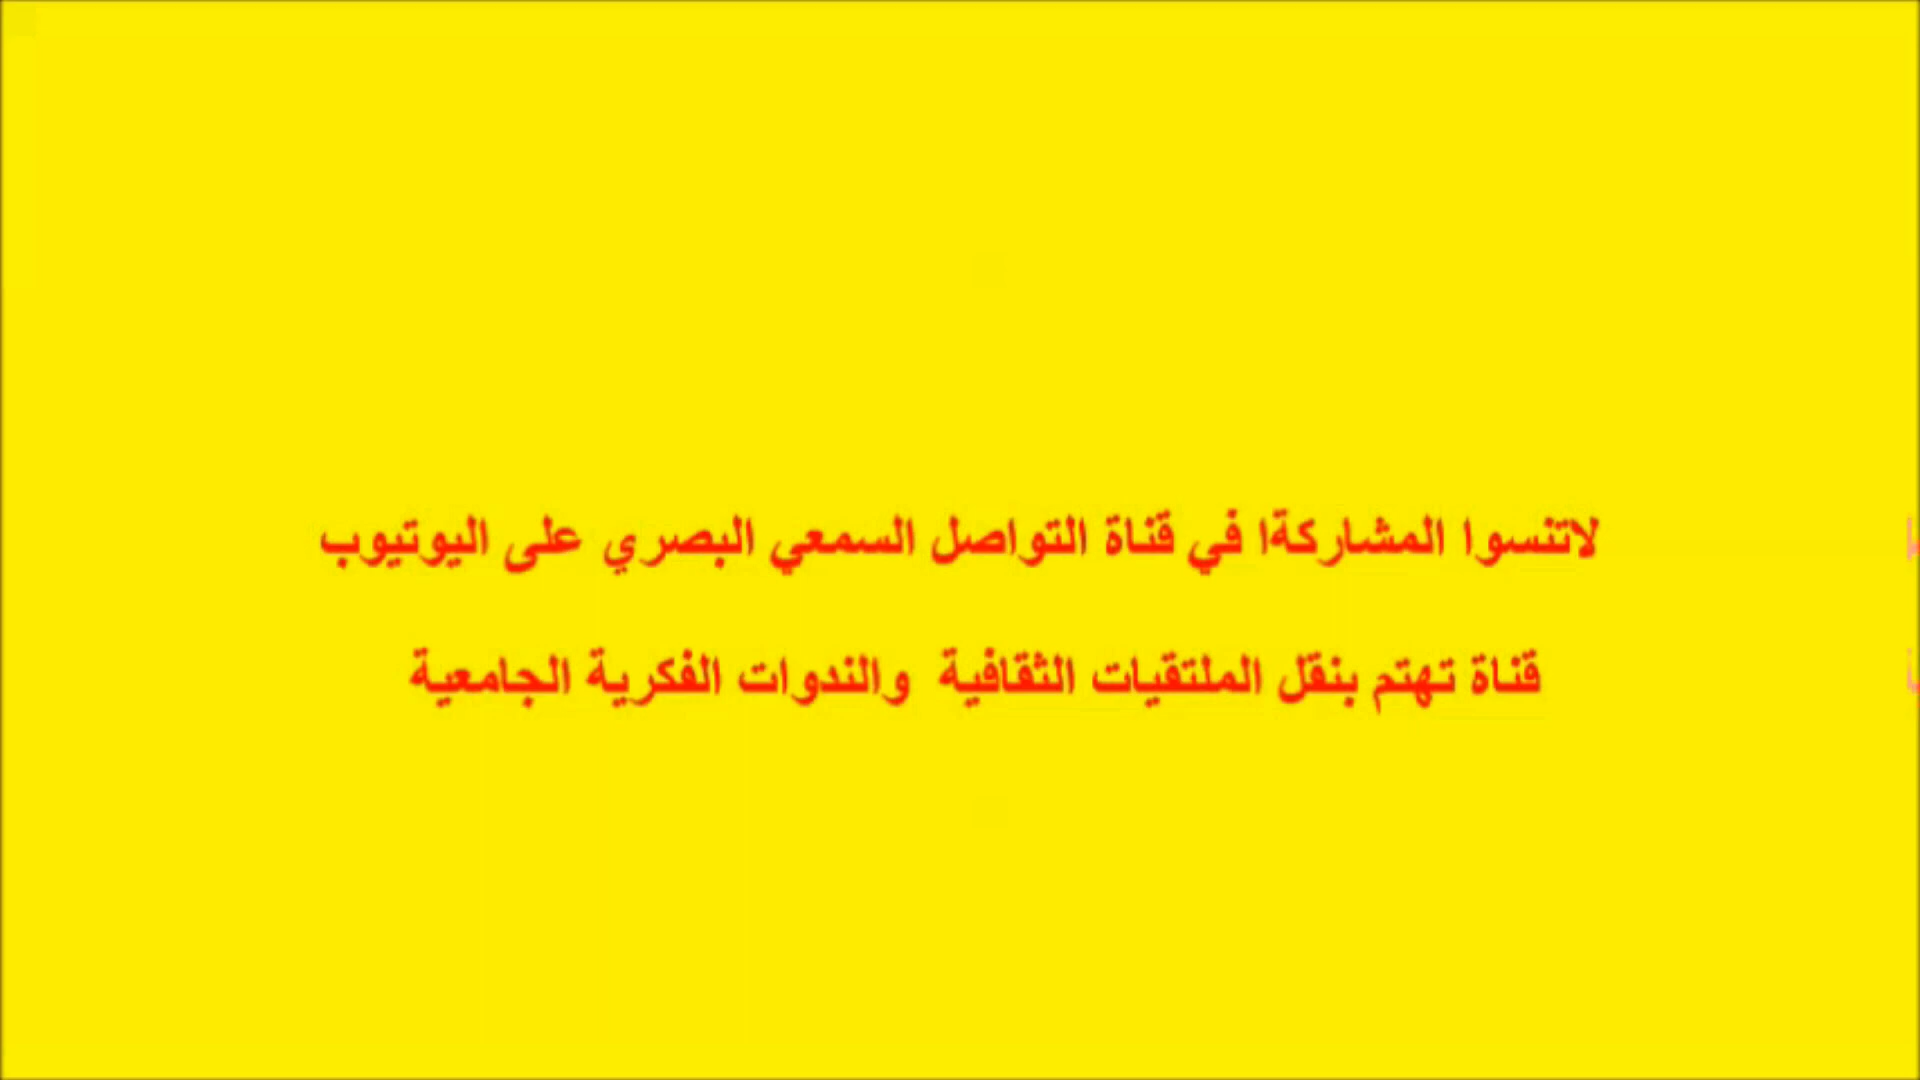 لاتنسوا المشاركةا في قناة التواصل السمعي البصري على اليوتيوب
قناة تهتم بنقل الملتقيات الثقافية والندوات الفكرية الجامعية